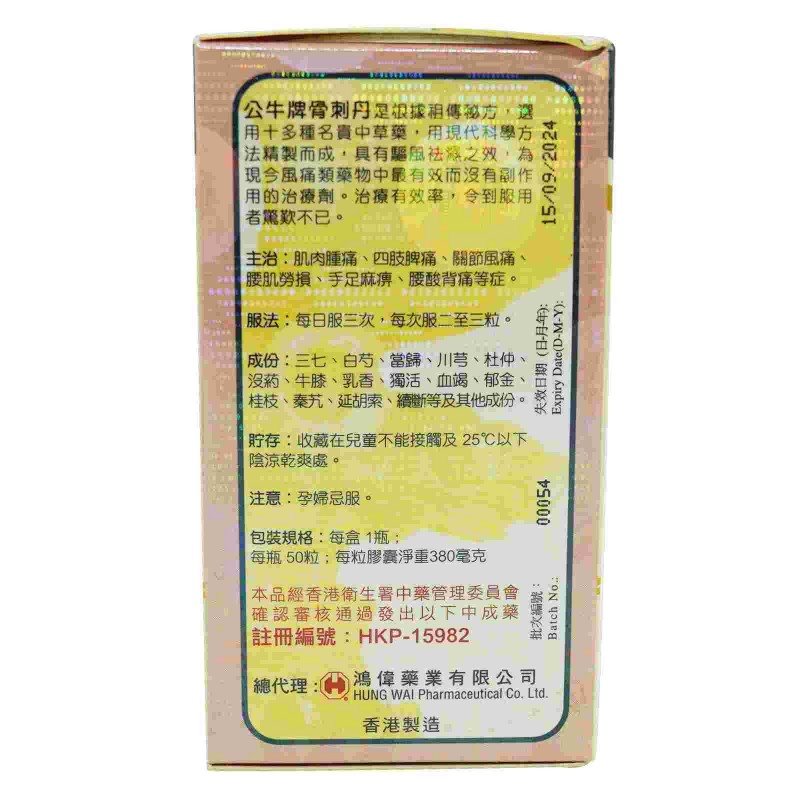 公牛牌骨刺丹是根據祖傳秘方，選
用十多種名貴中草藥，用現代科學方
法精製而成，具有驅風祛濕之效，為
現今風痛類藥物中最有效而沒有副作
用的治療劑。治療有效率，令到服用
者驚歎不已。
主治：肌肉腫痛、四肢脾痛、關節風痛、
腰肌勞損、手足麻痹、腰酸背痛等症。
服法：每日服三次，每次服二至三粒。
成份：三七、白芍、當歸、川芎、杜仲、
沒葯、牛膝、乳香、獨活、血竭、郁金、
桂枝、秦艽、延胡索、續斷等及其他成份。
貯存：收藏在兒童不能接觸及 25℃以下
陰涼乾爽處。
注意：孕婦忌服。
包裝規格：每盒 1瓶；
每瓶 50粒；每粒膠囊淨重380毫克
本品經香港衛生署中藥管理委員會
確認審核通過發出以下中成藥
註冊編號：HKP-15982
總代理：鴻偉藥業有限公司
HUNG WAI Pharmaceutical Co. Ltd.
香港製造
15/09/2024
失效日期 (日-月-年):
Expiry Date(D-M-Y):
00054
批次編號：
Batch No.: